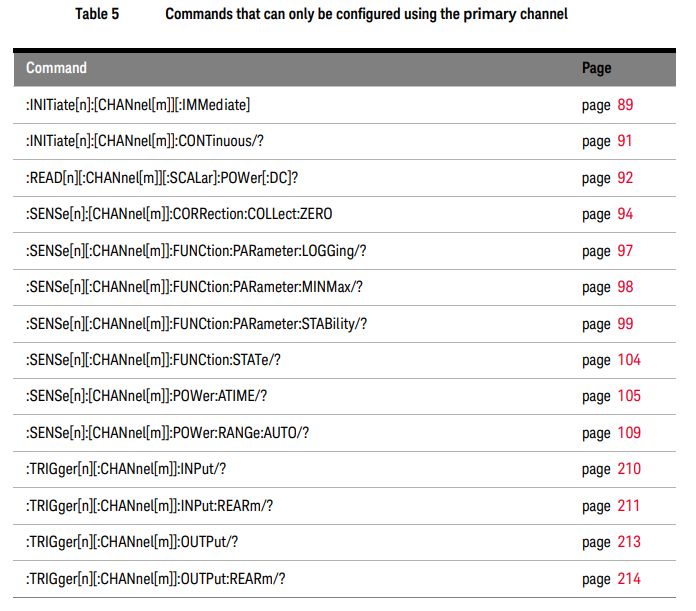 Table 5 Commands that can only be configured using the primary channel
Command Page
:INITiate[n]:[CHANnel[m]][:IMMediate] page 89
:INITiate[n]:[CHANnel[m]]:CONTinuous/? page 91
:READ[n][:CHANnel[m]][:SCALar]:POWer[:DC]? page 92
:SENSe[n]:[CHANnel[m]]:CORRection:COLLect:ZERO page 94
:SENSe[n][:CHANnel[m]]:FUNCtion:PARameter:LOGGing/? page 97
:SENSe[n][:CHANnel[m]]:FUNCtion:PARameter:MINMax/? page 98
:SENSe[n][:CHANnel[m]]:FUNCtion:PARameter:STABility/? page 99
:SENSe[n][:CHANnel[m]]:FUNCtion:STATe/? page 104
:SENSe[n]:[CHANnel[m]]:POWer:ATIME/? page 105
:SENSe[n]:[CHANnel[m]]:POWer:RANGe:AUTO/? page 109
:TRIGger[n][:CHANnel[m]]:INPut/? page 210
:TRIGger[n][:CHANnel[m]]:INPut:REARm/? page 211
:TRIGger[n][:CHANnel[m]]:OUTPut/? page 213
:TRIGger[n][:CHANnel[m]]:OUTPut:REARm/? page 214